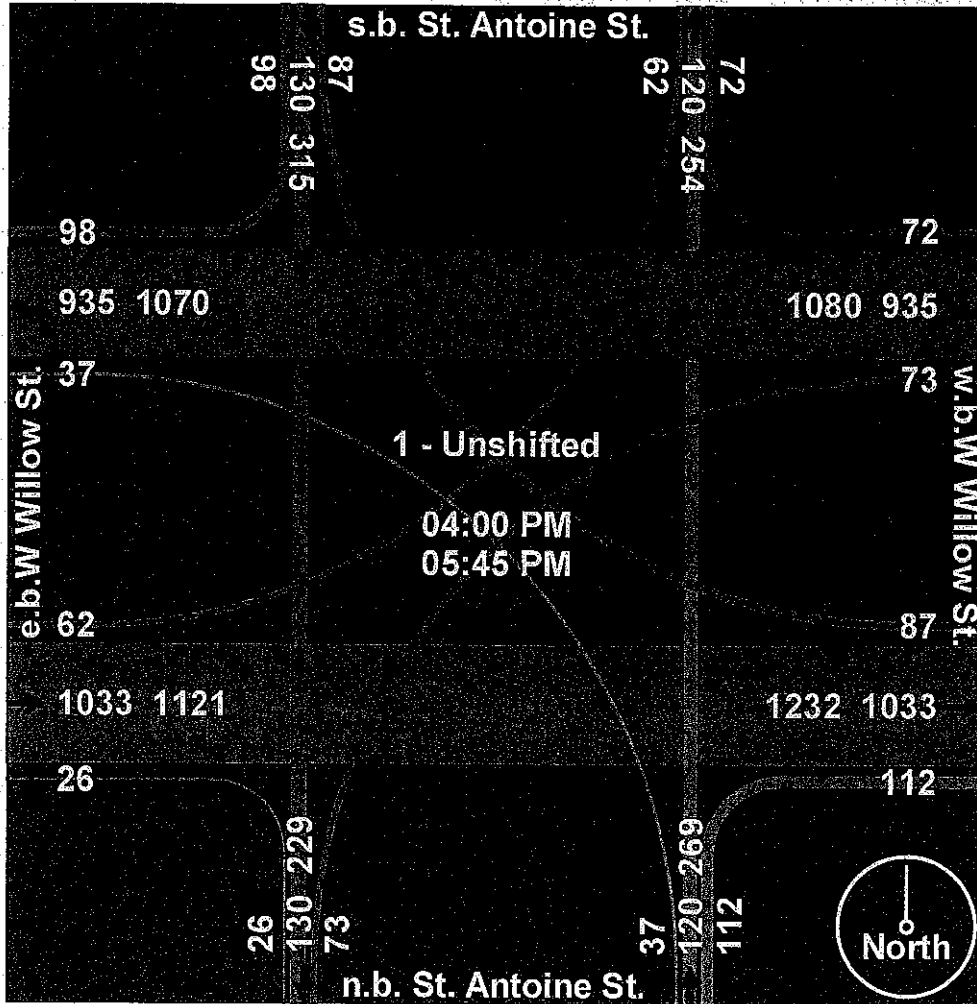 s.b. St. Antoine St.
98 130 315 87
62 120 254 72
98
72
935 1070
1080 935
e.b.W Willow St.
37
73
w.b.W Willow St.
1 - Unshifted
04:00 PM
05:45 PM
62
87
1033 1121
1232 1033
26
112
26 130 229 73
37 120 269 112
North
n.b. St. Antoine St.